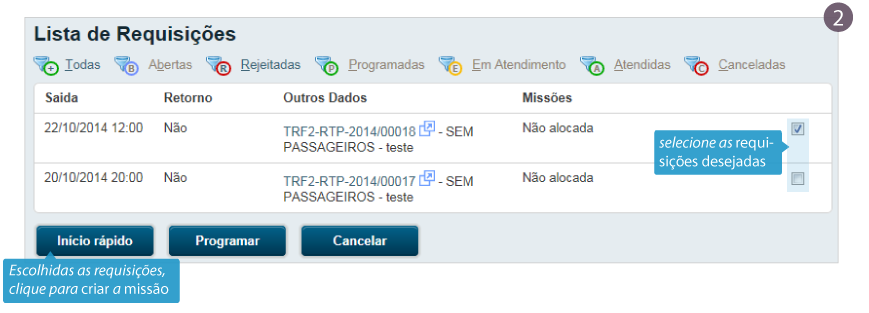 2
Lista de Requisições
+ Todas B Abertas R Rejeitadas P Programadas E Em Atendimento A Atendidas C Canceladas
Saida Retorno Outros Dados Missões
22/10/2014 12:00 Não TRF2-RTP-2014/00018 - SEM Não alocada
PASSAGEIROS - teste
selecione as requi-
sições desejadas
20/10/2014 20:00 Não TRF2-RTP-2014/00017 - SEM Não alocada
PASSAGEIROS - teste
Início rápido Programar Cancelar
Escolhidas as requisições,
clique para criar a missão